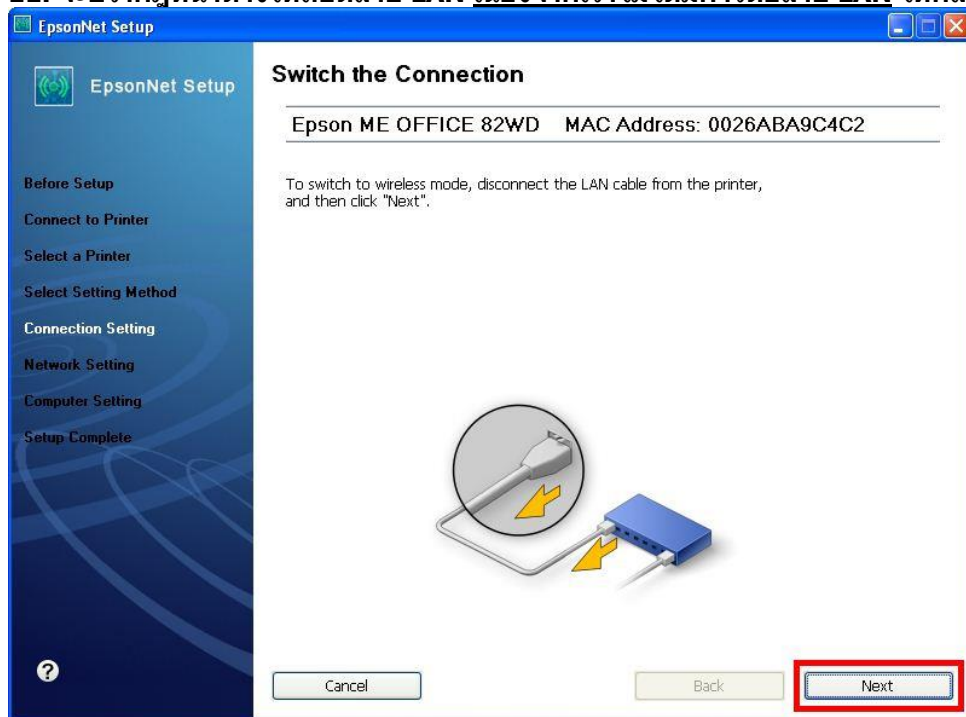 LAN LAN
EpsonNet Setup
EpsonNet Setup
Switch the Connection
Epson ME OFFICE 82WD MAC Address: 0026ABA9C4C2
Before Setup
To switch to wireless mode, disconnect the LAN cable from the printer,
and then click "Next".
Connect to Printer
Select a Printer
Select Setting Method
Connection Setting
Network Setting
Computer Setting
Setup Complete
?
Cancel
Back
Next